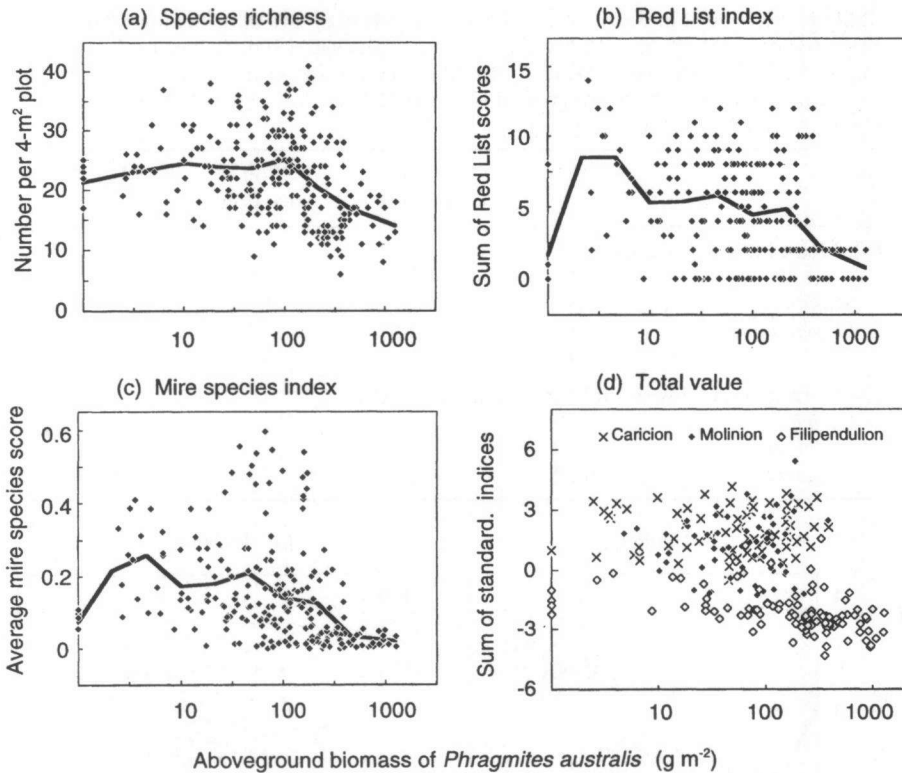 (a) Species richness
Number per 4-m² plot
40
30
20
10
0
10 100 1000
(b) Red List index
Sum of Red List scores
15
10
5
0
10 100 1000
(c) Mire species index
Average mire species score
0.6
0.4
0.2
0
10 100 1000
(d) Total value
×Caricion ♦Molinion ◇Filipendulion
Sum of standard. indices
6
3
0
-3
-6
10 100 1000
Aboveground biomass of Phragmites australis (g m⁻²)